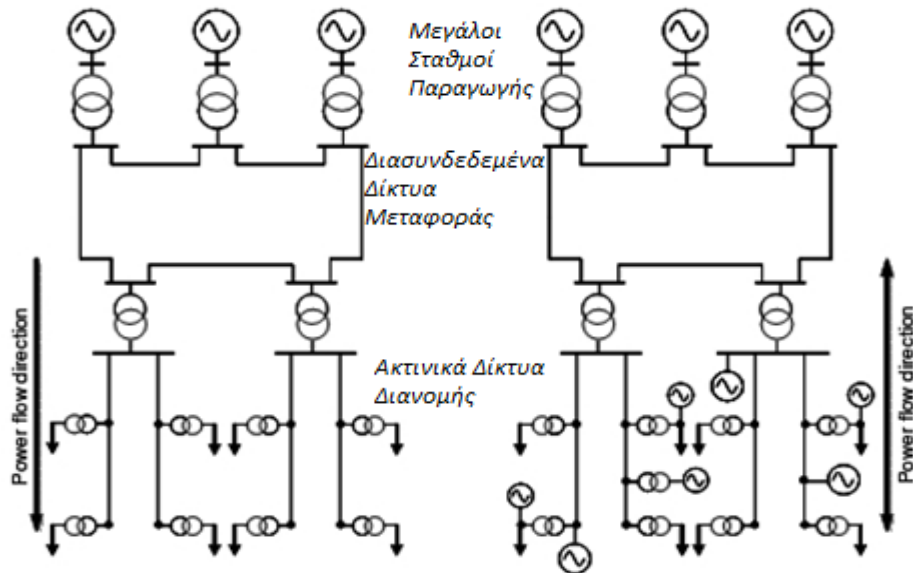 Μεγάλοι
Σταθμοί
Παραγωγής
Διασυνδεδεμένα
Δίκτυα
Μεταφοράς
Ακτινικά Δίκτυα
Διανομής
Power flow direction
Power flow direction